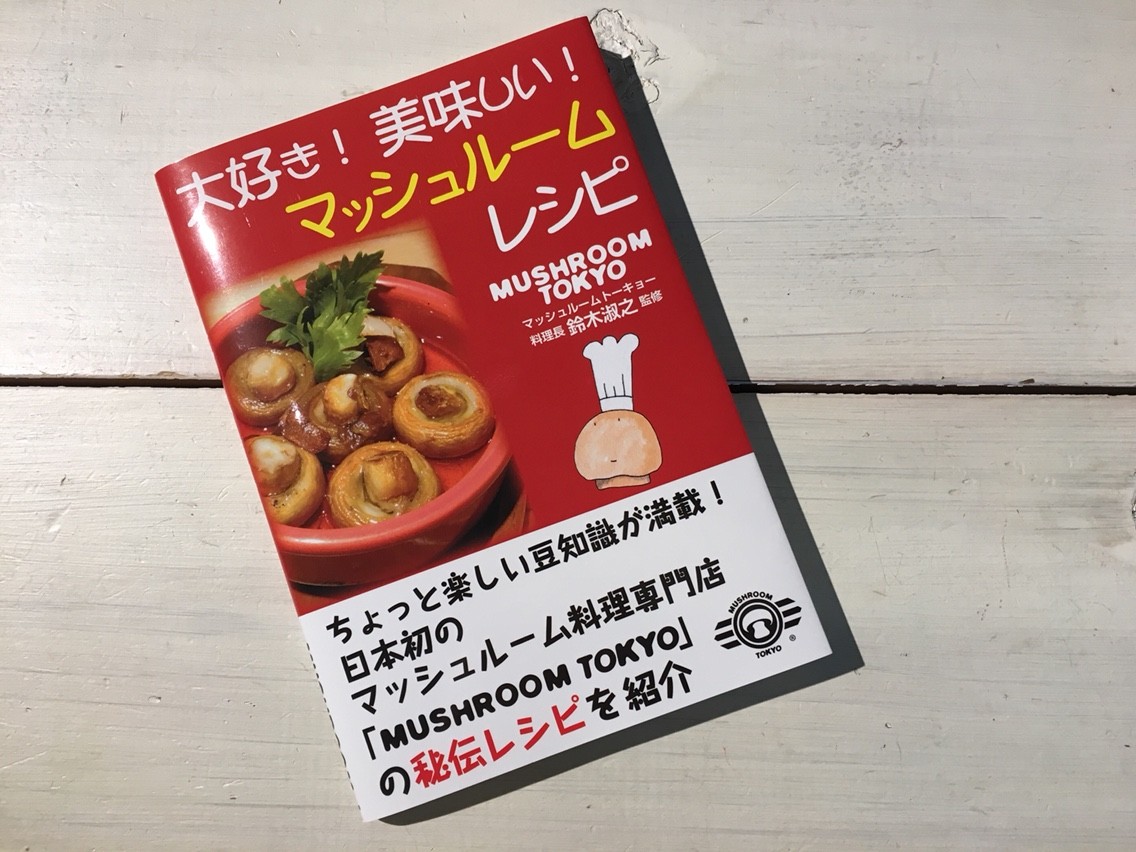 大好き！美味しい！
マッシュルーム
レシピ
MUSHROOM
TOKYO
マッシュルームトーキョー
料理長 鈴木淑之 監修
ちょっと楽しい豆知識が満載！
日本初の
マッシュルーム料理専門店
「MUSHROOM TOKYO」
の秘伝レシピを紹介
MUSHROOM
TOKYO
®